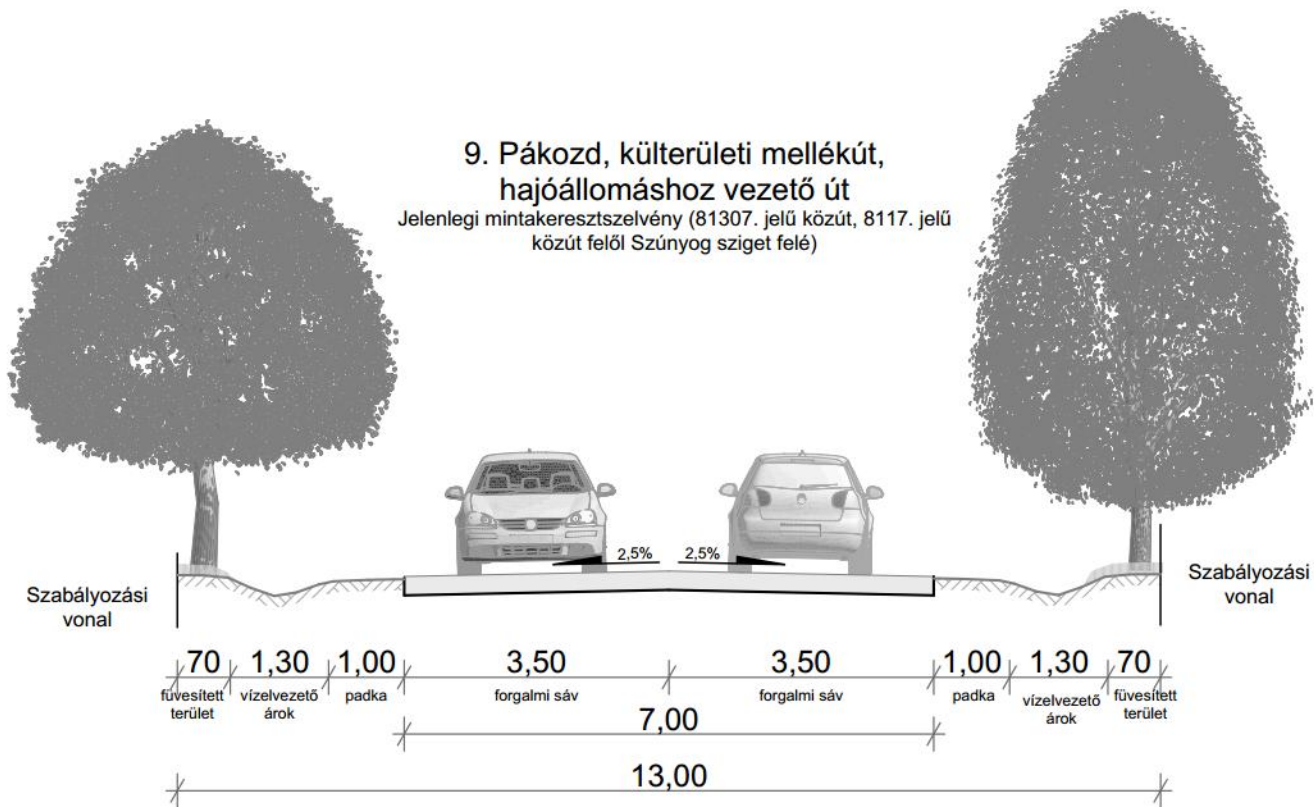 9. Pákozd, külterületi mellékút,
hajóállomáshoz vezető út
Jelenlegi mintakeresztszelvény (81307. jelű közút, 8117. jelű
közút felől Szúnyog sziget felé)
2,5% 2,5%
Szabályozási
vonal
Szabályozási
vonal
70 1,30 1,00 3,50 3,50 1,00 1,30 70
füvesített
terület
vízelvezető
árok
padka
forgalmi sáv
forgalmi sáv
padka
vízelvezető
árok
füvesített
terület
7,00
13,00